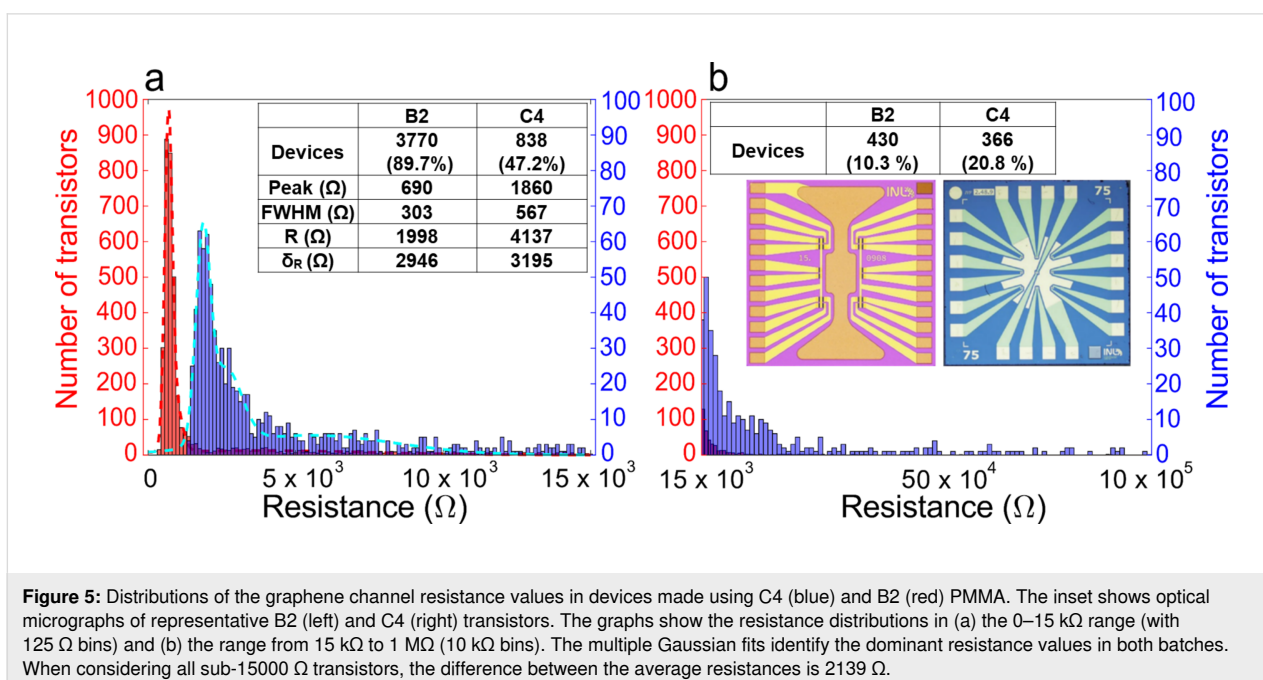 a
b
1000
900
800
700
600
500
400
300
200
100
0
Number of transistors
B2 C4
Devices 3770 (89.7%) 838 (47.2%)
Peak (Ω) 690 1860
FWHM (Ω) 303 567
R (Ω) 1998 4137
δR (Ω) 2946 3195
100
90
80
70
60
50
40
30
20
10
0
0 5 x 10³ 10 x 10³ 15 x 10³
Resistance (Ω)
1000
900
800
700
600
500
400
300
200
100
0
B2 C4
Devices 430 (10.3 %) 366 (20.8 %)
INL
15. 0908
75
75
INL
100
90
80
70
60
50
40
30
20
10
0
Number of transistors
15 x 10³ 50 x 10⁴ 10 x 10⁵
Resistance (Ω)
Figure 5: Distributions of the graphene channel resistance values in devices made using C4 (blue) and B2 (red) PMMA. The inset shows optical
micrographs of representative B2 (left) and C4 (right) transistors. The graphs show the resistance distributions in (a) the 0–15 kΩ range (with
125 Ω bins) and (b) the range from 15 kΩ to 1 MΩ (10 kΩ bins). The multiple Gaussian fits identify the dominant resistance values in both batches.
When considering all sub-15000 Ω transistors, the difference between the average resistances is 2139 Ω.